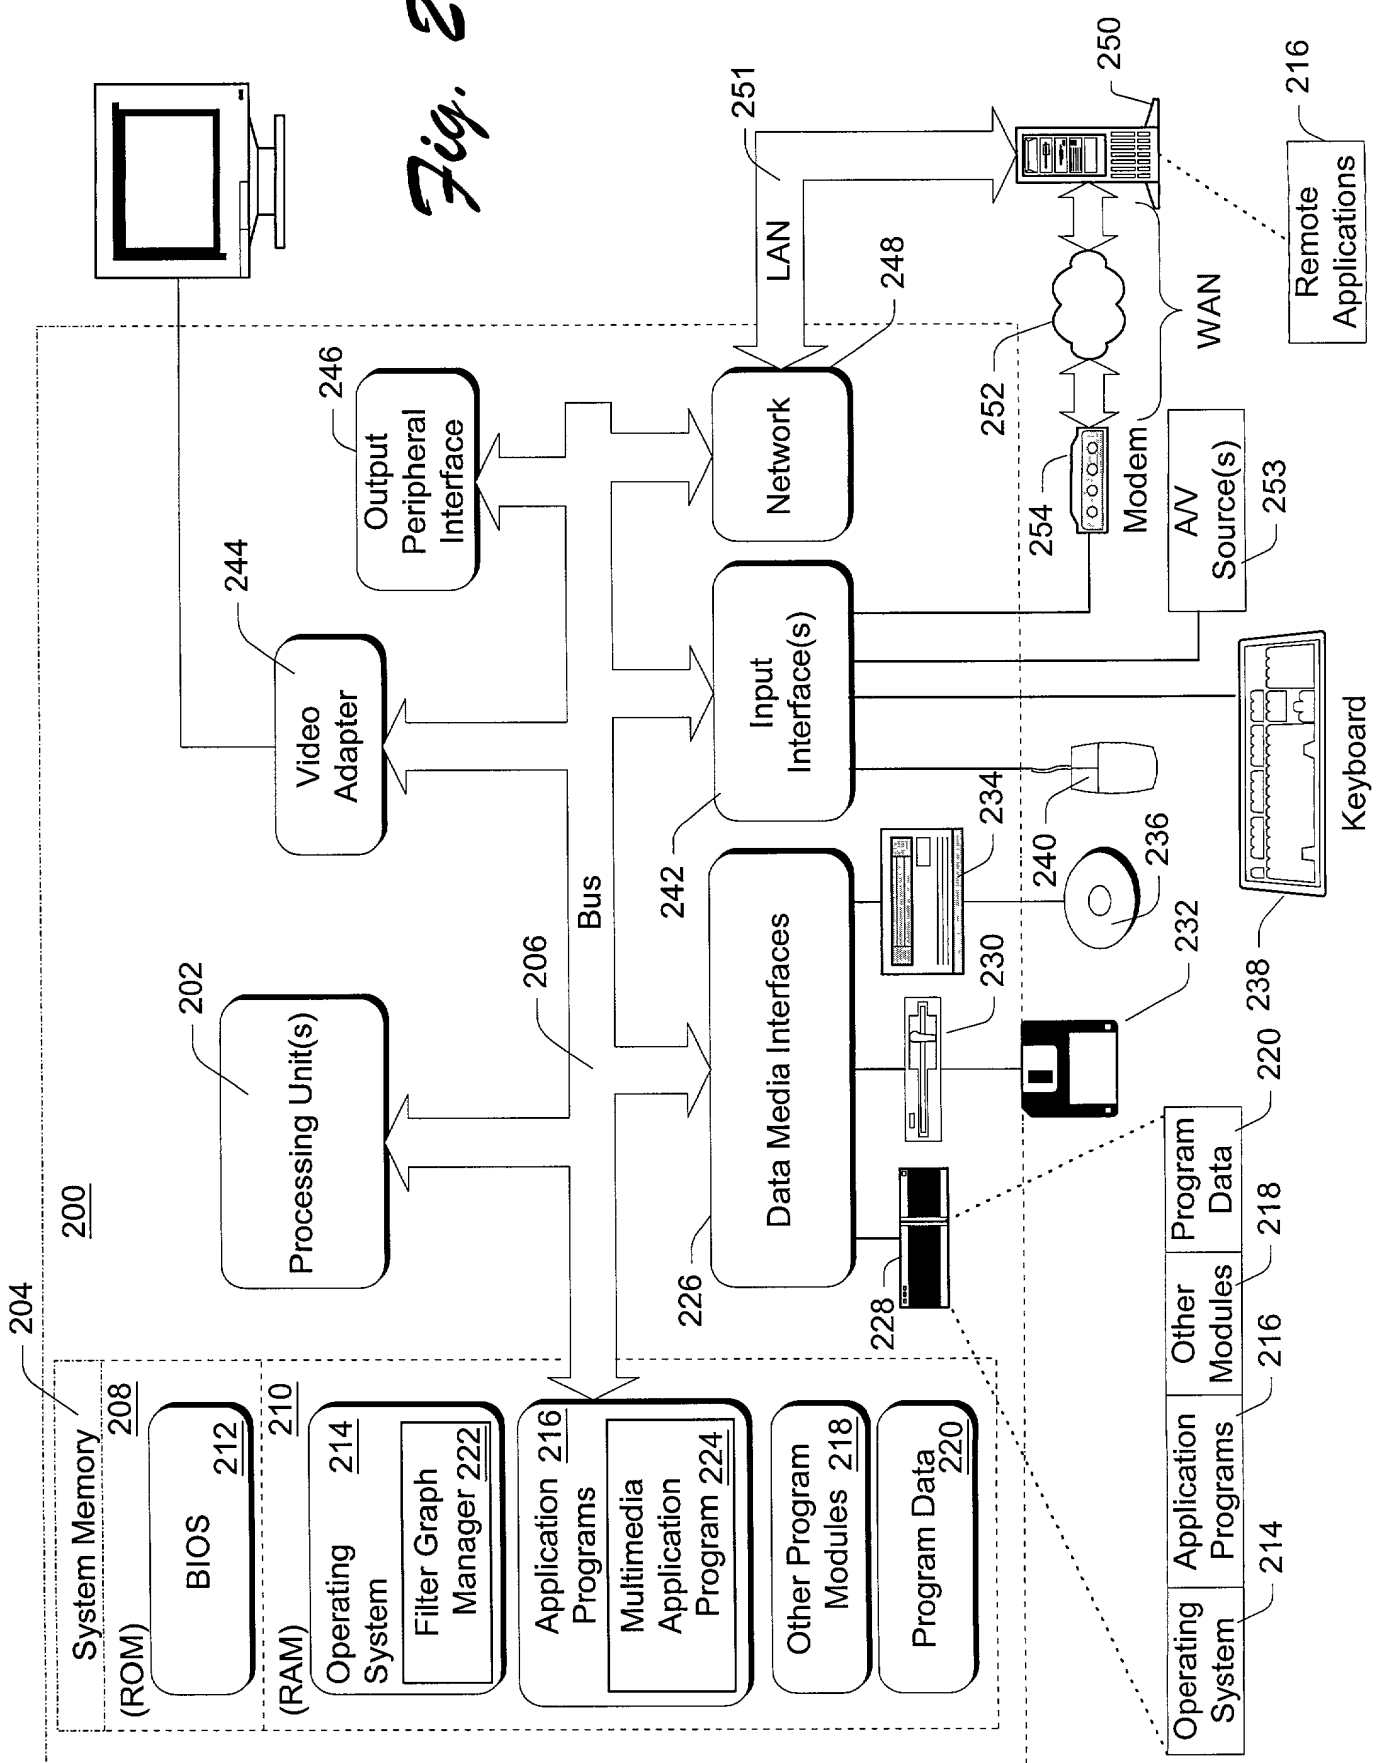 204
200
System Memory
(ROM) 208
BIOS
212
(RAM) 210
Operating 214
System
Filter Graph
Manager 222
Application 216
Programs
Multimedia
Application
Program 224
Other Program
Modules 218
Program Data
220
202
Processing Unit(s)
206
Bus
244
Video
Adapter
246
Output
Peripheral
Interface
226
Data Media Interfaces
242
Input
Interface(s)
Network
248
LAN
251
228
230
234
240
236
232
238
Keyboard
254
Modem
252
WAN
250
A/V
Source(s)
253
Remote
Applications
216
Operating
System
214
Application
Programs
216
Other
Modules
218
Program
Data
220
Fig. 2